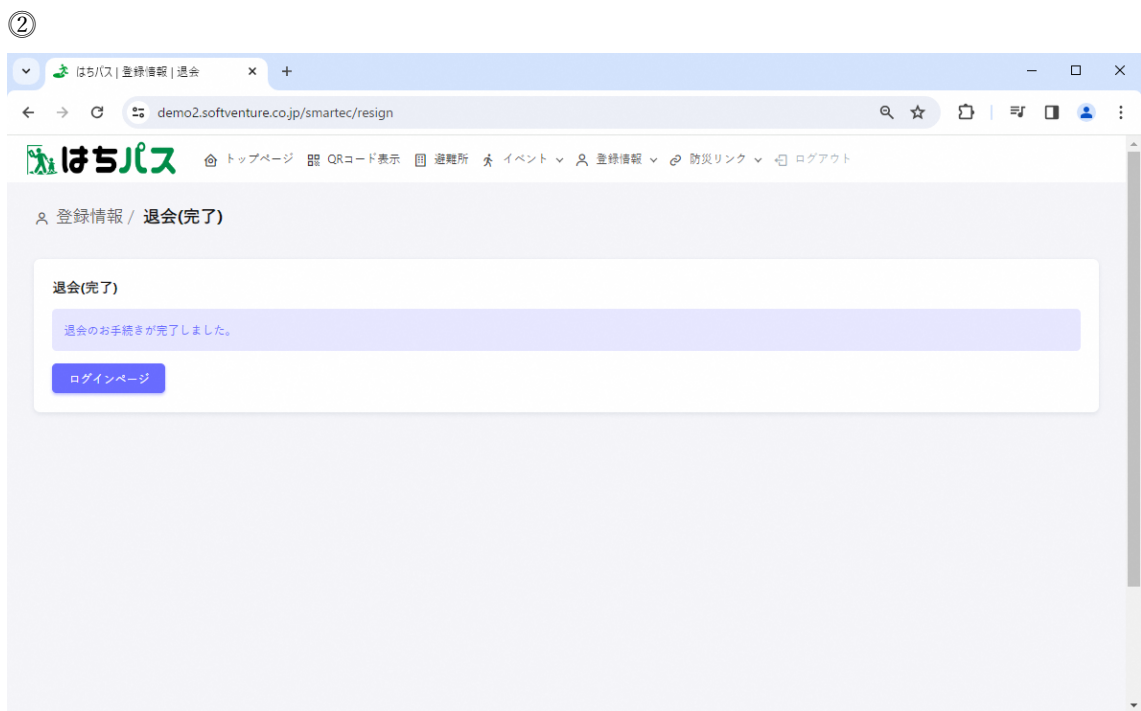 ②
はちパス | 登録情報 | 退会
demo2.softventure.co.jp/smartec/resign
はちパス トップページ QRコード表示 避難所 イベント 登録情報 防災リンク ログアウト
登録情報 / 退会(完了)
退会(完了)
退会のお手続きが完了しました。
ログインページ